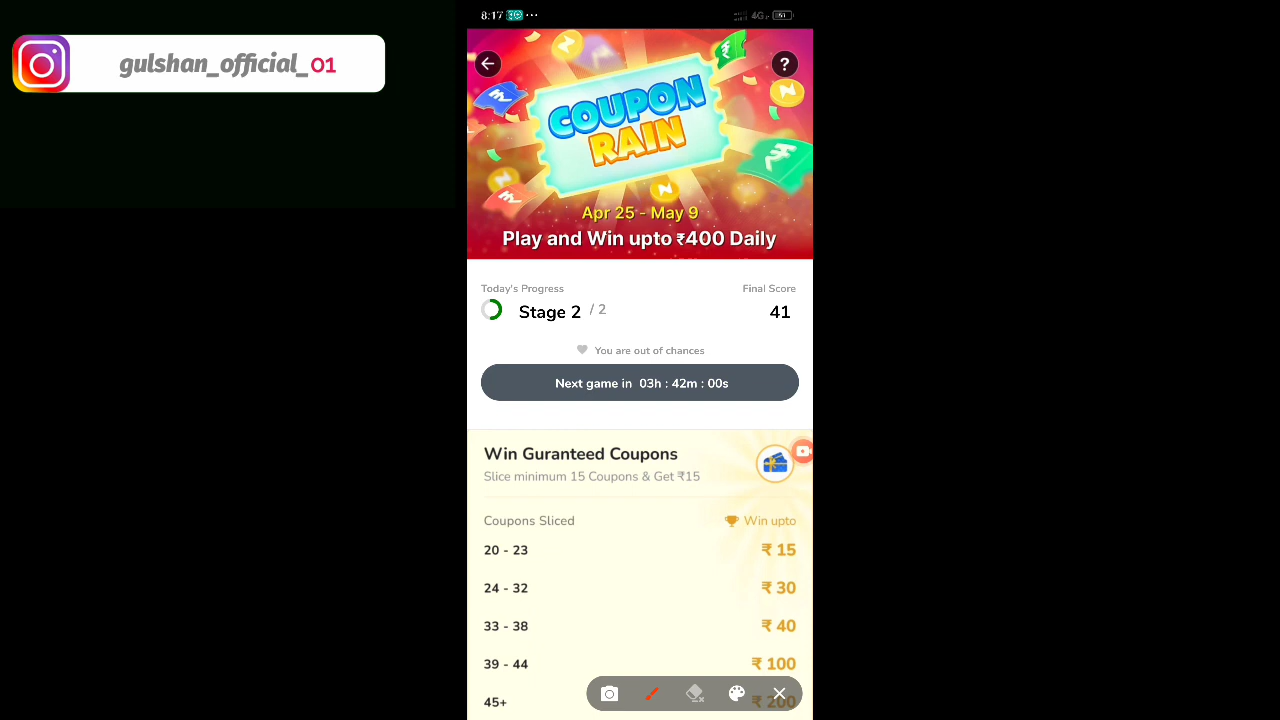 gulshan_official_01
8:17
4G
51
?
COUPON
RAIN
Apr 25 - May 9
Play and Win upto ₹400 Daily
Today's Progress
Final Score
Stage 2 / 2
41
You are out of chances
Next game in 03h : 42m : 00s
Win Guranteed Coupons
Slice minimum 15 Coupons & Get ₹15
Coupons Sliced
Win upto
20 - 23
₹ 15
24 - 32
₹ 30
33 - 38
₹ 40
39 - 44
₹ 100
45+
₹ 200